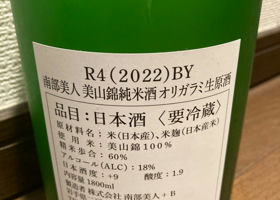 R4(2022)BY
南部美人 美山錦純米酒 オリガラミ生原酒
品目：日本酒〈要冷蔵〉
原材料名：米(日本産)、米麹(日本産米)
使用米：美山錦100%
精米歩合：60%
アルコール(ALC)：18%
日本酒度：+9 酸度：1.9
内容量：1800ml
製造者 株式会社 南部美人+B
岩手県